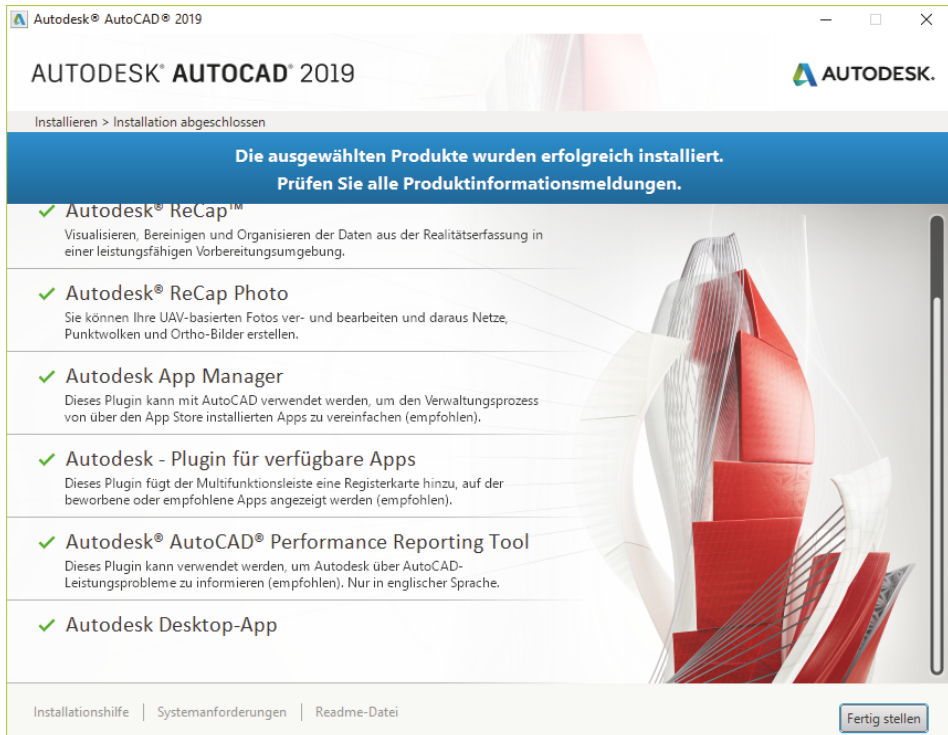 Autodesk® AutoCAD® 2019
AUTODESK® AUTOCAD® 2019
AUTODESK.
Installieren > Installation abgeschlossen
Die ausgewählten Produkte wurden erfolgreich installiert.
Prüfen Sie alle Produktinformationsmeldungen.
Autodesk® ReCap™
Visualisieren, Bereinigen und Organisieren der Daten aus der Realitätserfassung in
einer leistungsfähigen Vorbereitungsumgebung.
Autodesk® ReCap Photo
Sie können Ihre UAV-basierten Fotos ver- und bearbeiten und daraus Netze,
Punktwolken und Ortho-Bilder erstellen.
Autodesk App Manager
Dieses Plugin kann mit AutoCAD verwendet werden, um den Verwaltungsprozess
von über den App Store installierten Apps zu vereinfachen (empfohlen).
Autodesk - Plugin für verfügbare Apps
Dieses Plugin fügt der Multifunktionsleiste eine Registerkarte hinzu, auf der
beworbene oder empfohlene Apps angezeigt werden (empfohlen).
Autodesk® AutoCAD® Performance Reporting Tool
Dieses Plugin kann verwendet werden, um Autodesk über AutoCAD-
Leistungsprobleme zu informieren (empfohlen). Nur in englischer Sprache.
Autodesk Desktop-App
Installationshilfe | Systemanforderungen | Readme-Datei
Fertig stellen